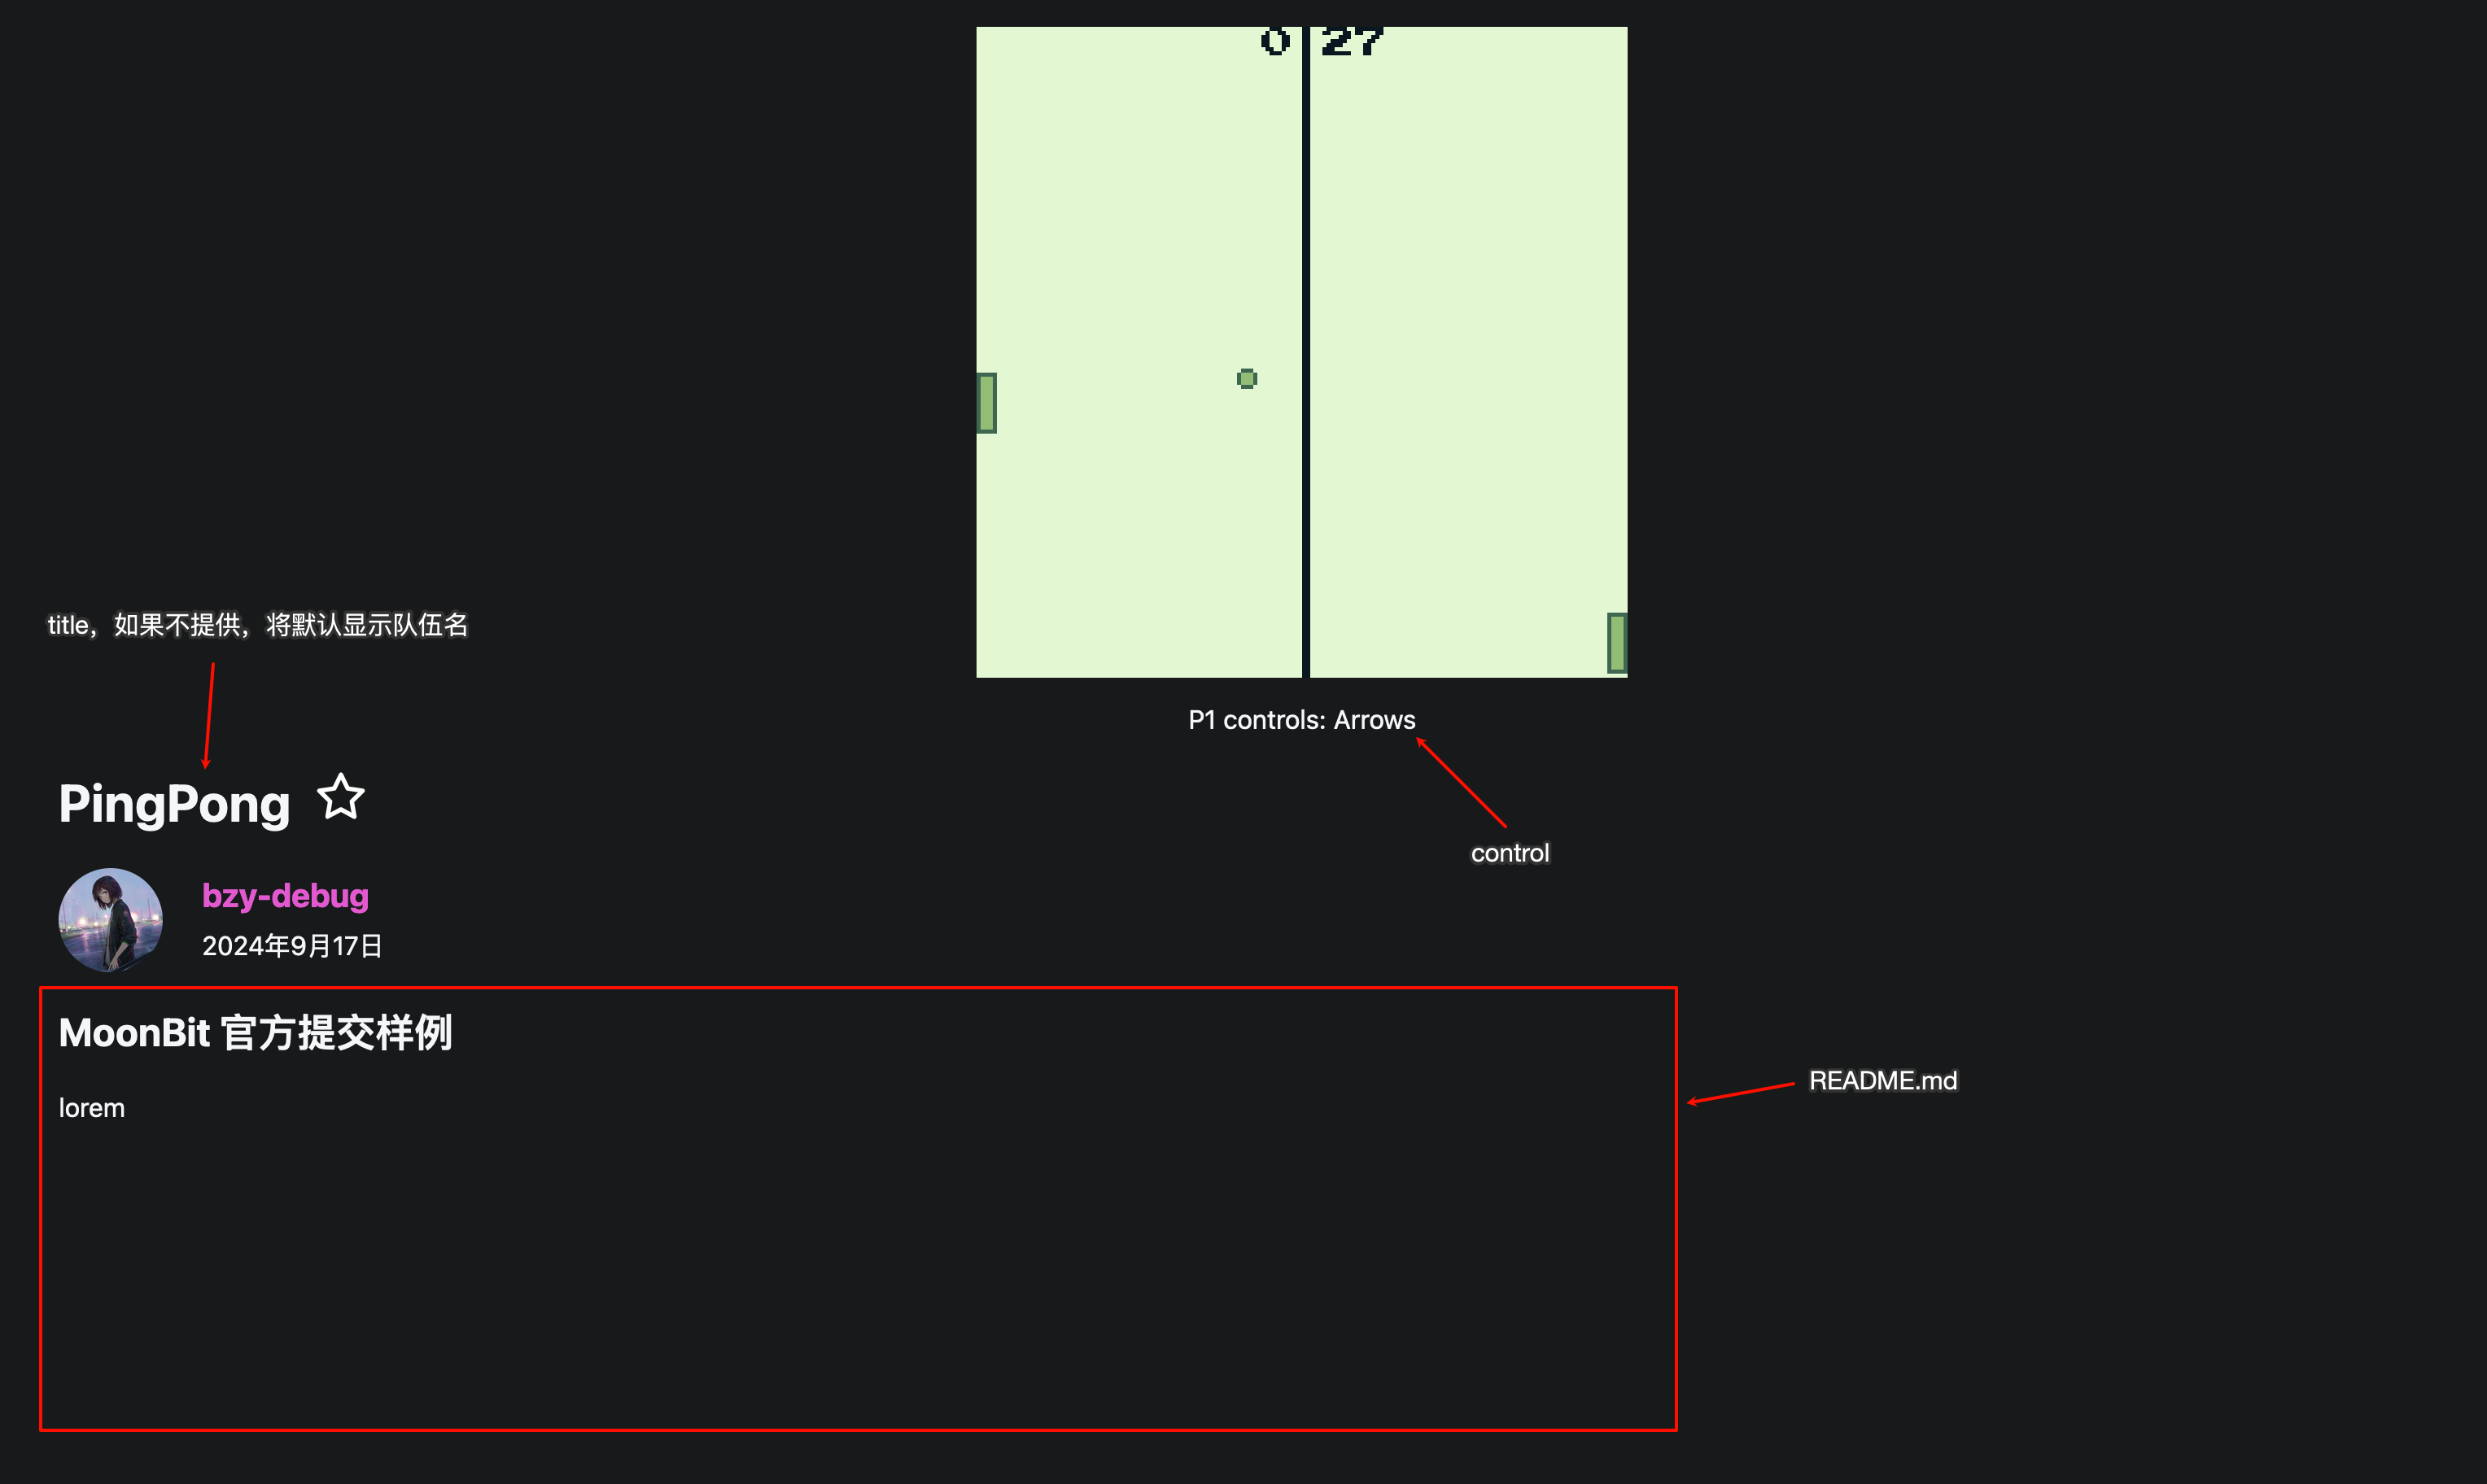 0 27
P1 controls: Arrows
control
title，如果不提供，将默认显示队伍名
PingPong
bzy-debug
2024年9月17日
MoonBit 官方提交样例
lorem
README.md